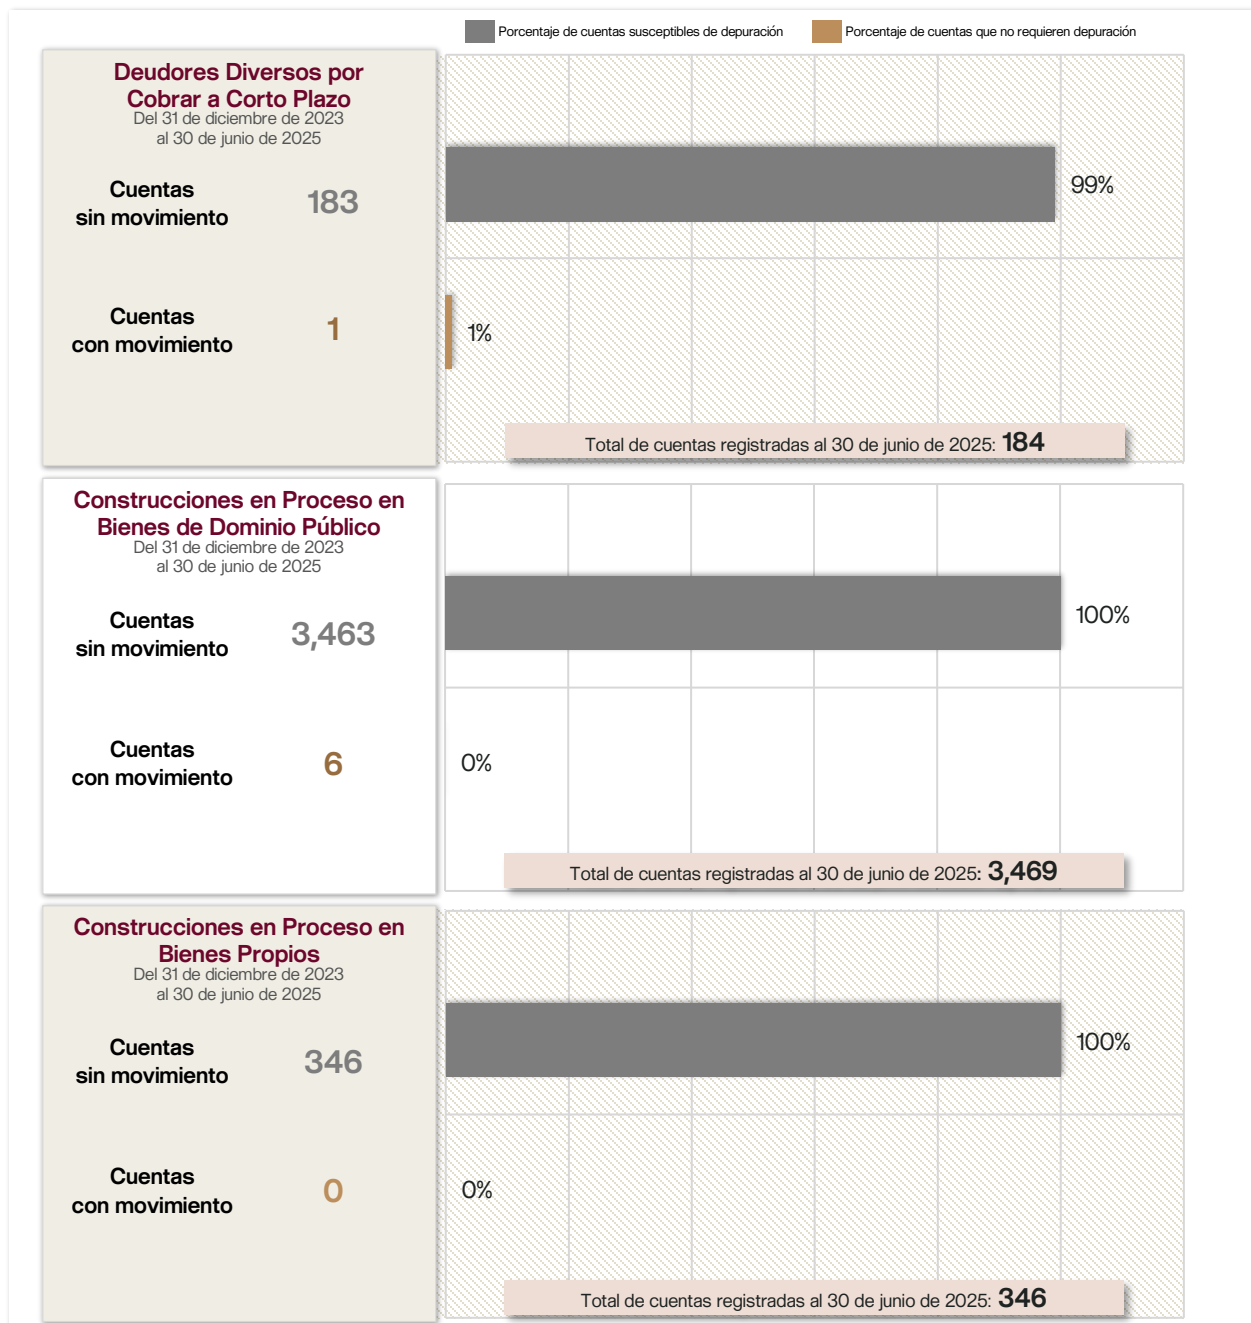 Porcentaje de cuentas susceptibles de depuración
Porcentaje de cuentas que no requieren depuración
Deudores Diversos por
Cobrar a Corto Plazo
Del 31 de diciembre de 2023
al 30 de junio de 2025
Cuentas
sin movimiento
183
99%
Cuentas
con movimiento
1
1%
Total de cuentas registradas al 30 de junio de 2025: 184
Construcciones en Proceso en
Bienes de Dominio Público
Del 31 de diciembre de 2023
al 30 de junio de 2025
Cuentas
sin movimiento
3,463
100%
Cuentas
con movimiento
6
0%
Total de cuentas registradas al 30 de junio de 2025: 3,469
Construcciones en Proceso en
Bienes Propios
Del 31 de diciembre de 2023
al 30 de junio de 2025
Cuentas
sin movimiento
346
100%
Cuentas
con movimiento
0
0%
Total de cuentas registradas al 30 de junio de 2025: 346